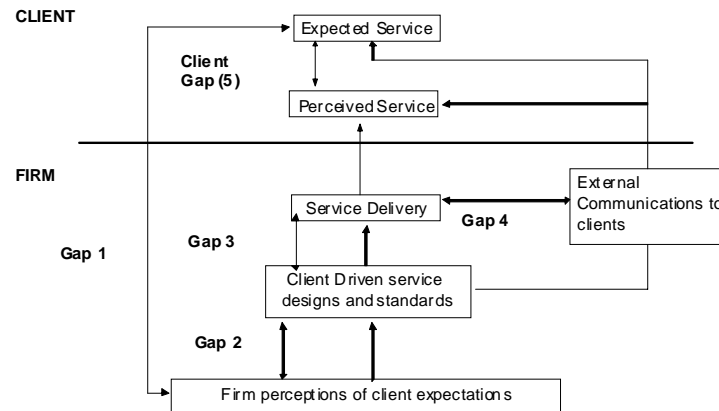 CLIENT
Expected Service
Client
Gap (5)
Perceived Service
FIRM
External
Communications to
clients
Service Delivery
Gap 4
Gap 3
Gap 1
Client Driven service
designs and standards
Gap 2
Firm perceptions of client expectations